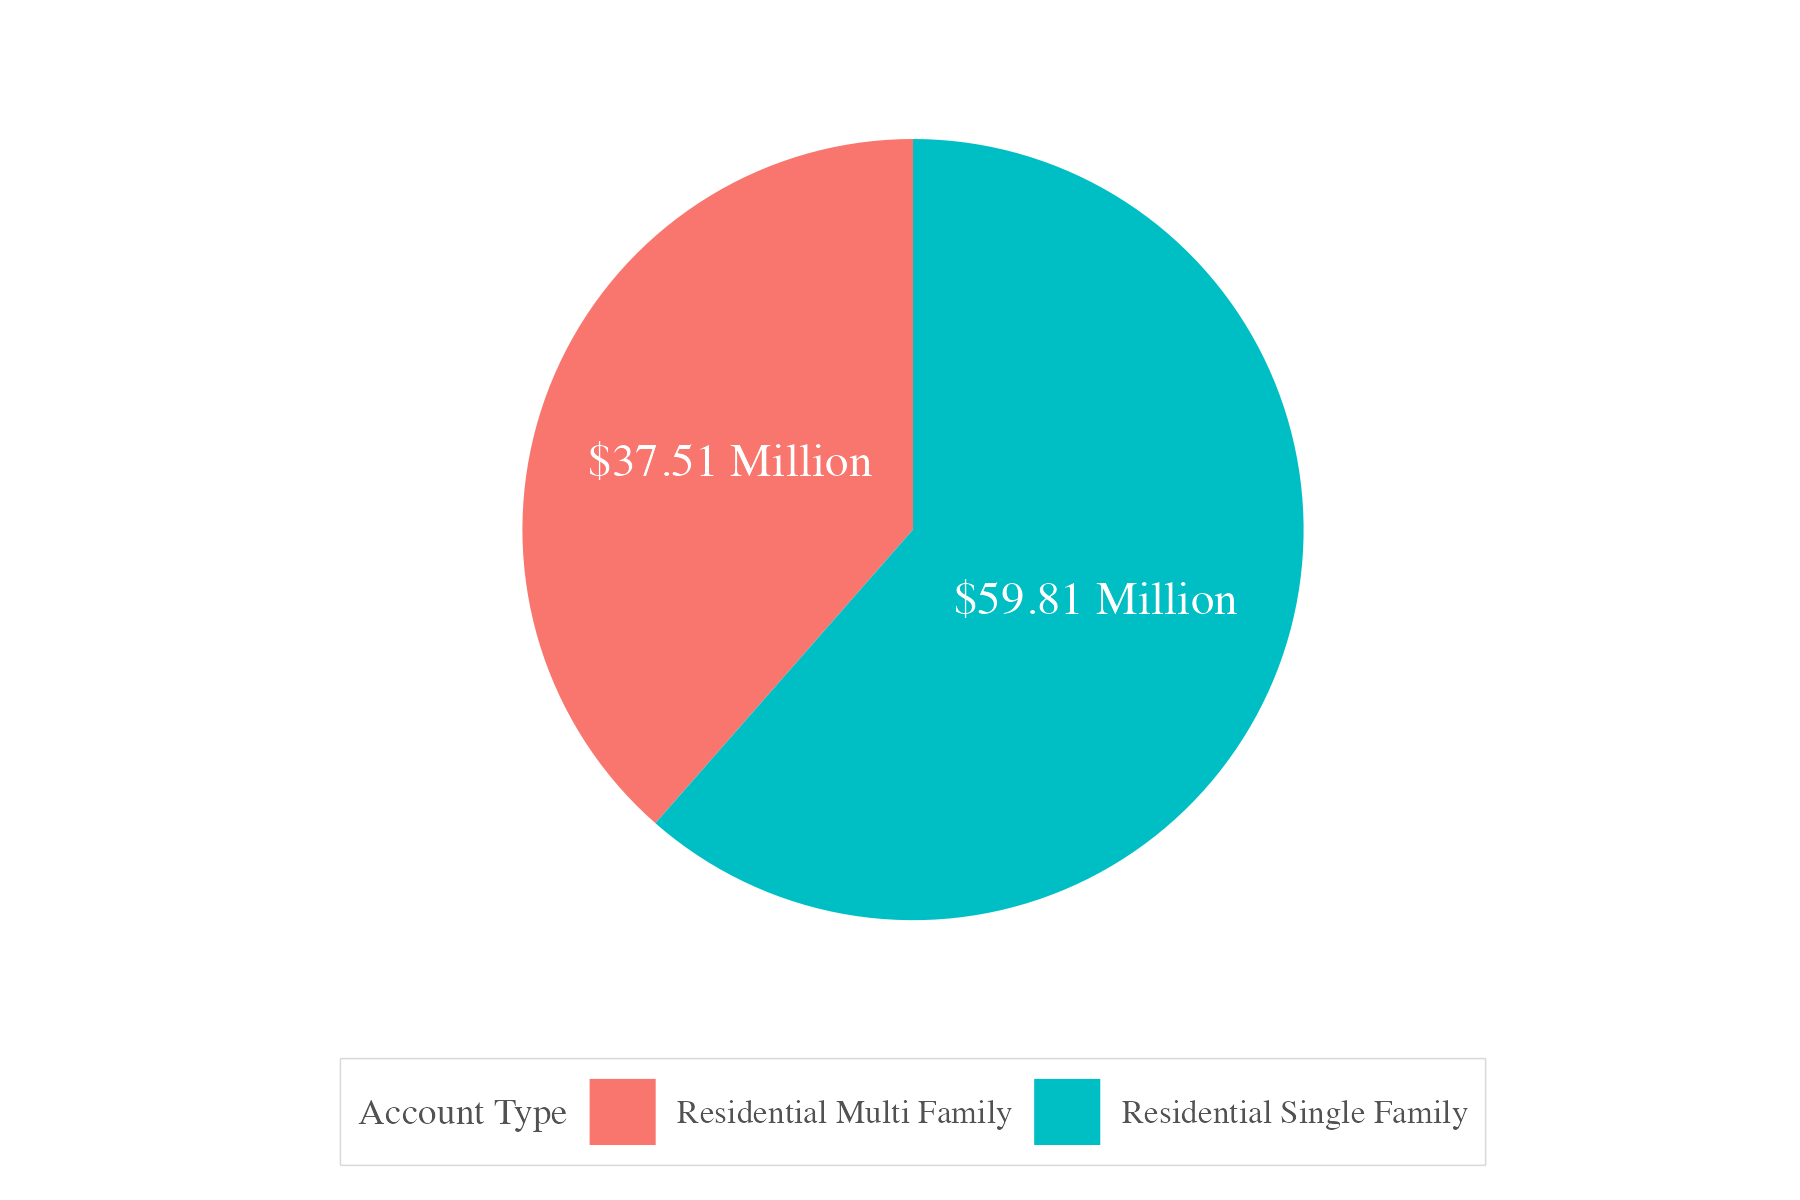 $37.51 Million
$59.81 Million
Account Type
Residential Multi Family
Residential Single Family